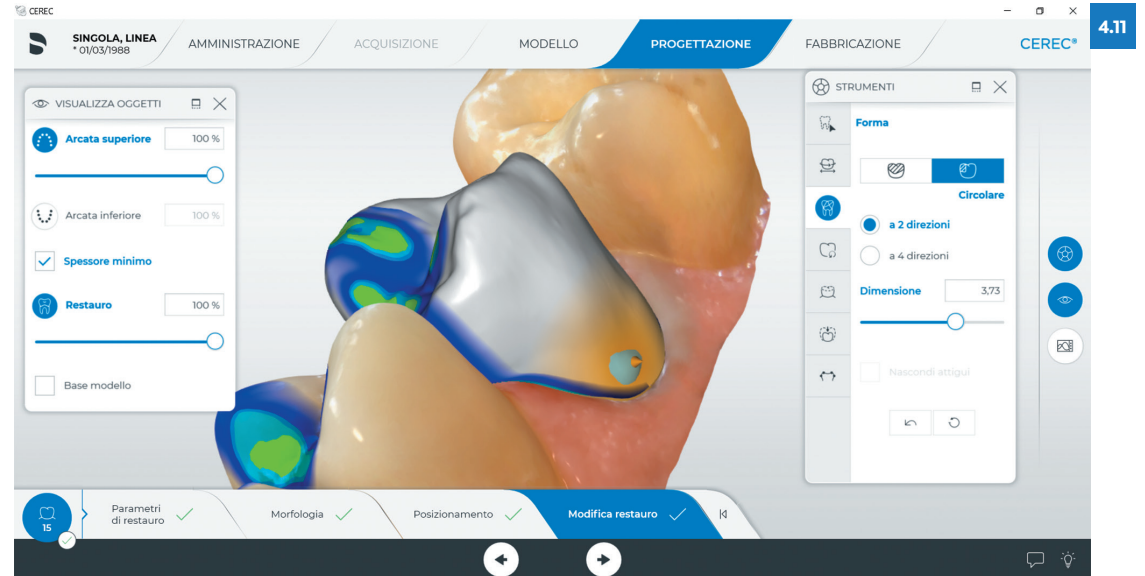 CEREC
4.11
SINGOLA, LINEA
* 01/03/1988
AMMINISTRAZIONE
ACQUISIZIONE
MODELLO
PROGETTAZIONE
FABBRICAZIONE
CEREC®
VISUALIZZA OGGETTI
Arcata superiore 100 %
Arcata inferiore 100 %
Spessore minimo
Restauro 100 %
Base modello
STRUMENTI
Forma
Circolare
a 2 direzioni
a 4 direzioni
Dimensione 3,73
Nascondi attigui
15
Parametri
di restauro
Morfologia
Posizionamento
Modifica restauro